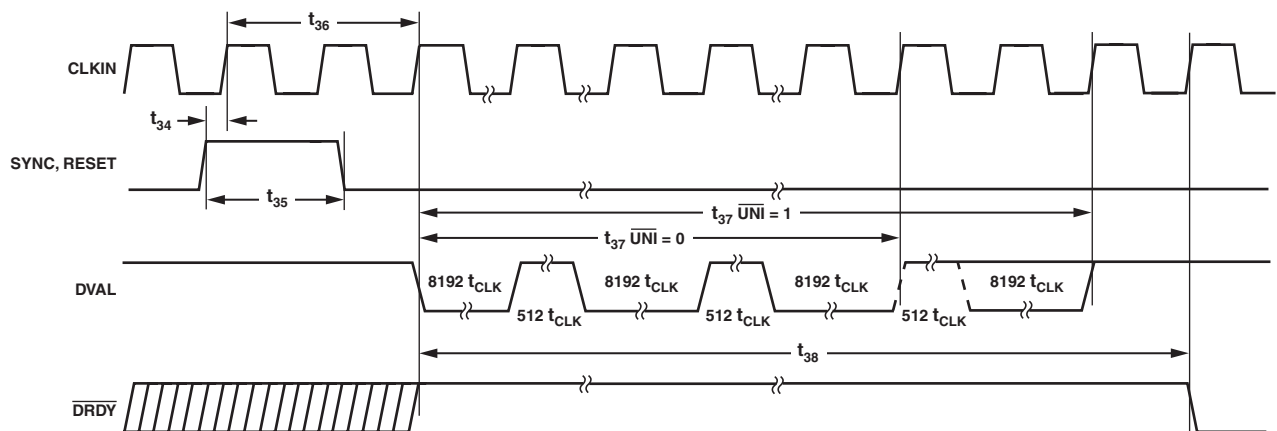 t36
CLKIN
t34
SYNC, RESET
t35
t37 UNI = 1
t37 UNI = 0
DVAL
8192 tCLK 8192 tCLK 8192 tCLK 8192 tCLK
512 tCLK 512 tCLK 512 tCLK
t38
DRDY